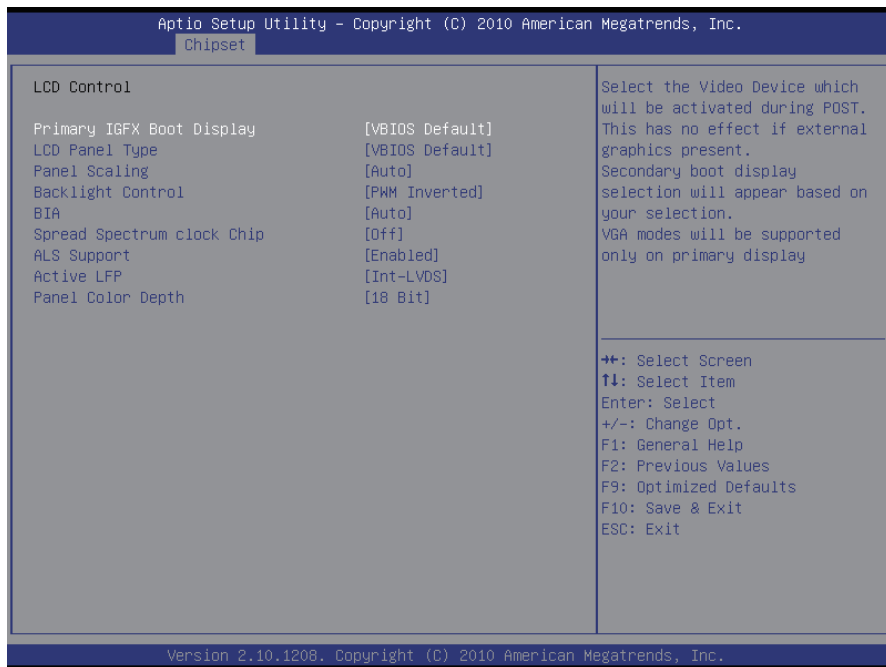 Aptio Setup Utility – Copyright (C) 2010 American Megatrends, Inc.
Chipset
LCD Control
Primary IGFX Boot Display [VBIOS Default]
LCD Panel Type [VBIOS Default]
Panel Scaling [Auto]
Backlight Control [PWM Inverted]
BIA [Auto]
Spread Spectrum clock Chip [Off]
ALS Support [Enabled]
Active LFP [Int-LVDS]
Panel Color Depth [18 Bit]
Select the Video Device which
will be activated during POST.
This has no effect if external
graphics present.
Secondary boot display
selection will appear based on
your selection.
VGA modes will be supported
only on primary display
→←: Select Screen
↑↓: Select Item
Enter: Select
+/-: Change Opt.
F1: General Help
F2: Previous Values
F9: Optimized Defaults
F10: Save & Exit
ESC: Exit
Version 2.10.1208. Copyright (C) 2010 American Megatrends, Inc.